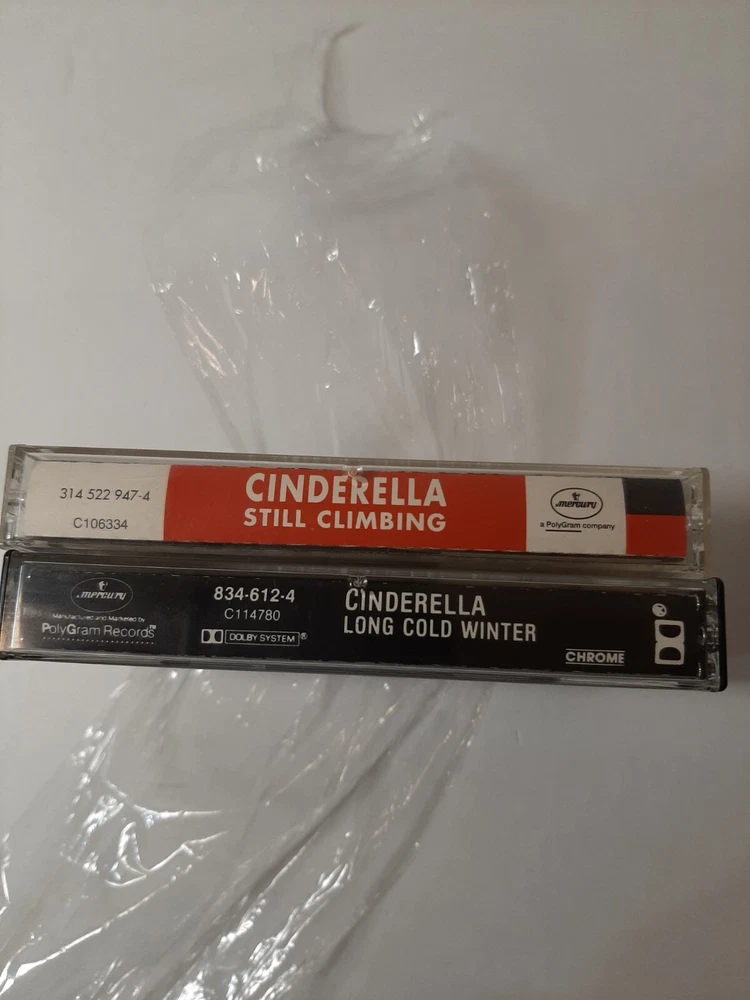 314 522 947-4
C106334
CINDERELLA
STILL CLIMBING
mercury
a PolyGram company
mercury
Manufactured and Marketed by
PolyGram Records™
834-612-4
C114780
DOLBY SYSTEM®
CINDERELLA
LONG COLD WINTER
CHROME